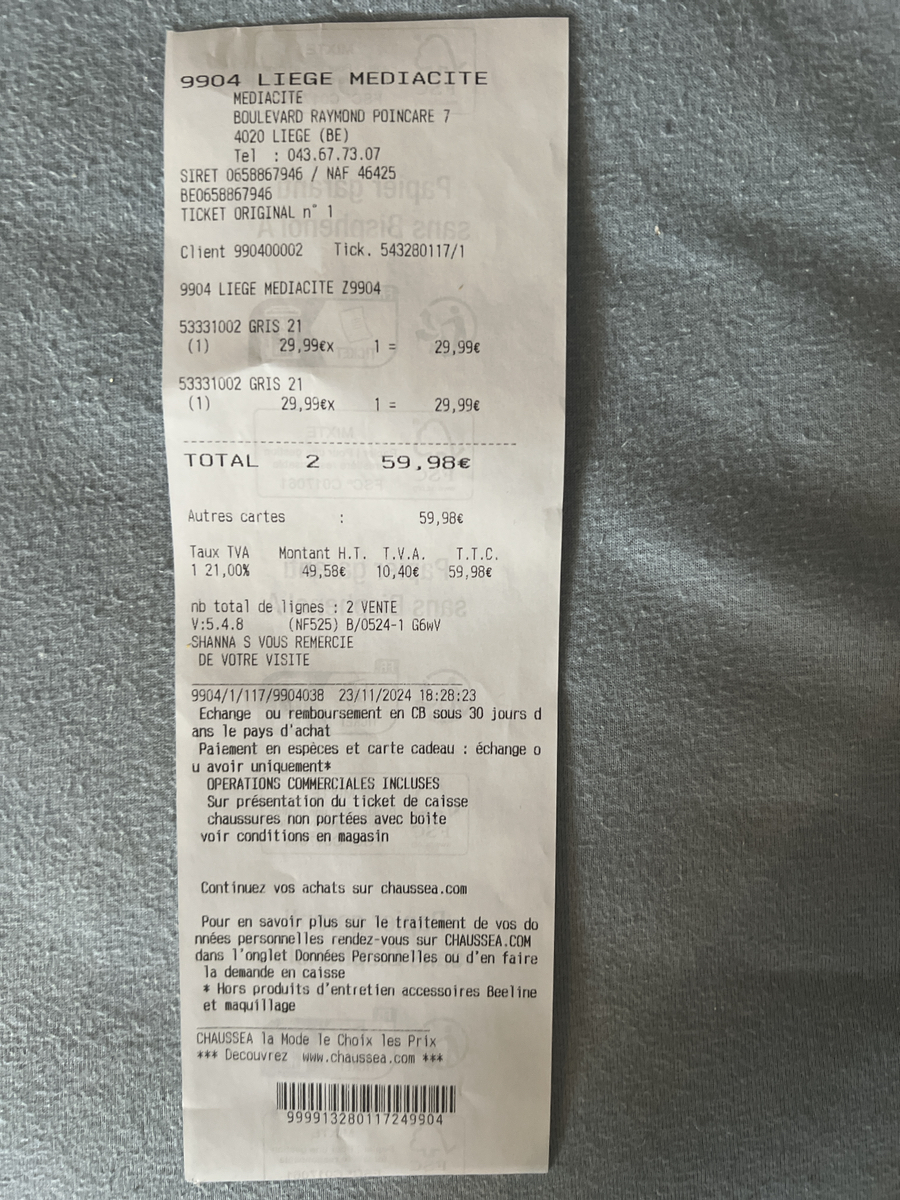 9904 LIEGE MEDIACITE
MEDIACITE
BOULEVARD RAYMOND POINCARE 7
4020 LIEGE (BE)
Tel : 043.67.73.07
SIRET 0658867946 / NAF 46425
BE0658867946
TICKET ORIGINAL n° 1
Client 990400002 Tick. 543280117/1
9904 LIEGE MEDIACITE Z9904
53331002 GRIS 21
(1) 29,99€x 1 = 29,99€
53331002 GRIS 21
(1) 29,99€x 1 = 29,99€
TOTAL 2 59,98€
Autres cartes : 59,98€
Taux TVA Montant H.T. T.V.A. T.T.C.
1 21,00% 49,58€ 10,40€ 59,98€
nb total de lignes : 2 VENTE
V:5.4.8 (NF525) B/0524-1 G6wV
SHANNA S VOUS REMERCIE
DE VOTRE VISITE
9904/1/117/9904038 23/11/2024 18:28:23
Echange ou remboursement en CB sous 30 jours d
ans le pays d'achat
Paiement en espèces et carte cadeau : échange o
u avoir uniquement*
OPERATIONS COMMERCIALES INCLUSES
Sur présentation du ticket de caisse
chaussures non portées avec boite
voir conditions en magasin
Continuez vos achats sur chaussea.com
Pour en savoir plus sur le traitement de vos do
nnées personnelles rendez-vous sur CHAUSSEA.COM
dans l'onglet Données Personnelles ou d'en faire
la demande en caisse
* Hors produits d'entretien accessoires Beeline
et maquillage
CHAUSSEA la Mode le Choix les Prix
*** Decouvrez www.chaussea.com ***
999913280117249904